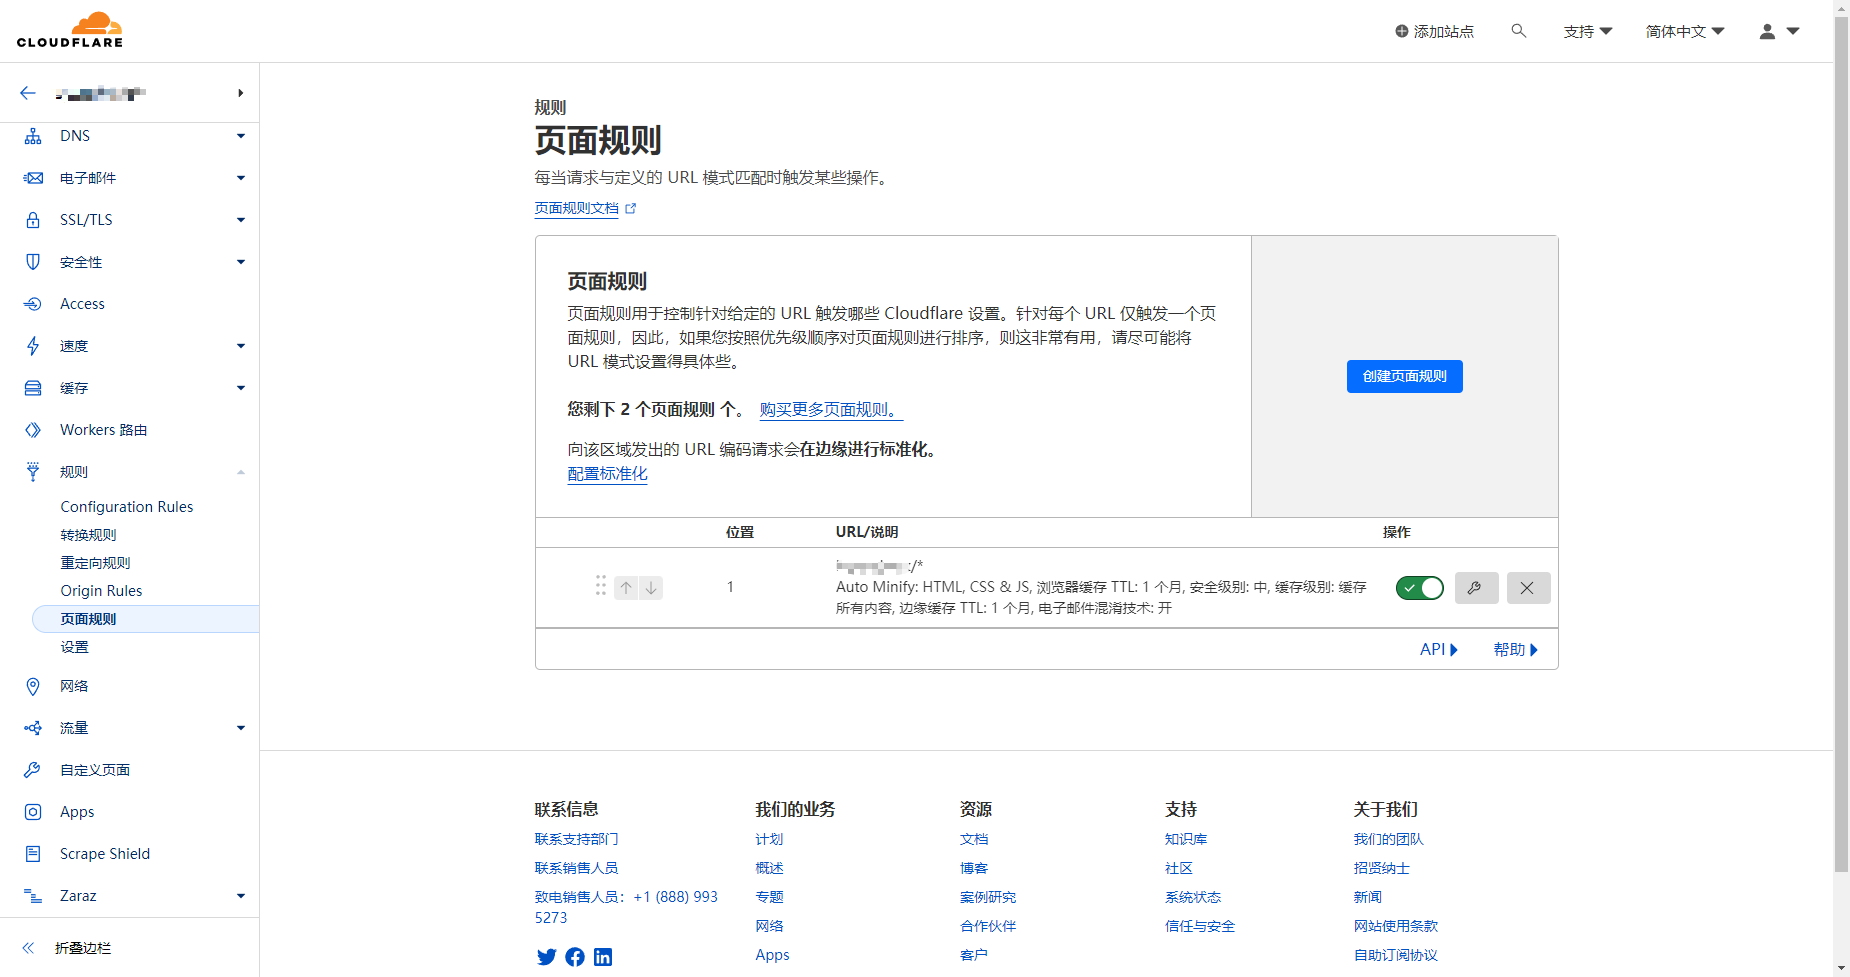 CLOUDFLARE
添加站点
支持
简体中文
DNS
电子邮件
SSL/TLS
安全性
Access
速度
缓存
Workers 路由
规则
Configuration Rules
转换规则
重定向规则
Origin Rules
页面规则
设置
网络
流量
自定义页面
Apps
Scrape Shield
Zaraz
折叠边栏
规则
页面规则
每当请求与定义的 URL 模式匹配时触发某些操作。
页面规则文档
页面规则
页面规则用于控制针对给定的 URL 触发哪些 Cloudflare 设置。针对每个 URL 仅触发一个页
面规则，因此，如果您按照优先级顺序对页面规则进行排序，则这非常有用，请尽可能将
URL 模式设置得具体些。
您剩下 2 个页面规则 个。 购买更多页面规则。
向该区域发出的 URL 编码请求会在边缘进行标准化。
配置标准化
创建页面规则
位置 URL/说明 操作
:/*
1
Auto Minify: HTML, CSS & JS, 浏览器缓存 TTL: 1 个月, 安全级别: 中, 缓存级别: 缓存
所有内容, 边缘缓存 TTL: 1 个月, 电子邮件混淆技术: 开
API 帮助
联系信息
联系支持部门
联系销售人员
致电销售人员：+1 (888) 993
5273
我们的业务
计划
概述
专题
网络
Apps
资源
文档
博客
案例研究
合作伙伴
客户
支持
知识库
社区
系统状态
信任与安全
关于我们
我们的团队
招贤纳士
新闻
网站使用条款
自助订阅协议